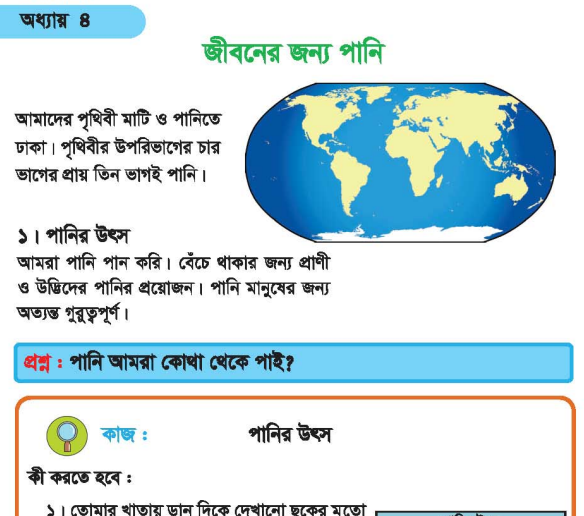 অধ্যায় ৪
জীবনের জন্য পানি
আমাদের পৃথিবী মাটি ও পানিতে
ঢাকা। পৃথিবীর উপরিভাগের চার
ভাগের প্রায় তিন ভাগই পানি।
১। পানির উৎস
আমরা পানি পান করি। বেঁচে থাকার জন্য প্রাণী
ও উদ্ভিদের পানির প্রয়োজন। পানি মানুষের জন্য
অত্যন্ত গুরুত্বপূর্ণ।
প্রশ্ন : পানি আমরা কোথা থেকে পাই?
কাজ : পানির উৎস
কী করতে হবে :
১। তোমার খাতায় ডান দিকে দেখানো ছকের মতো